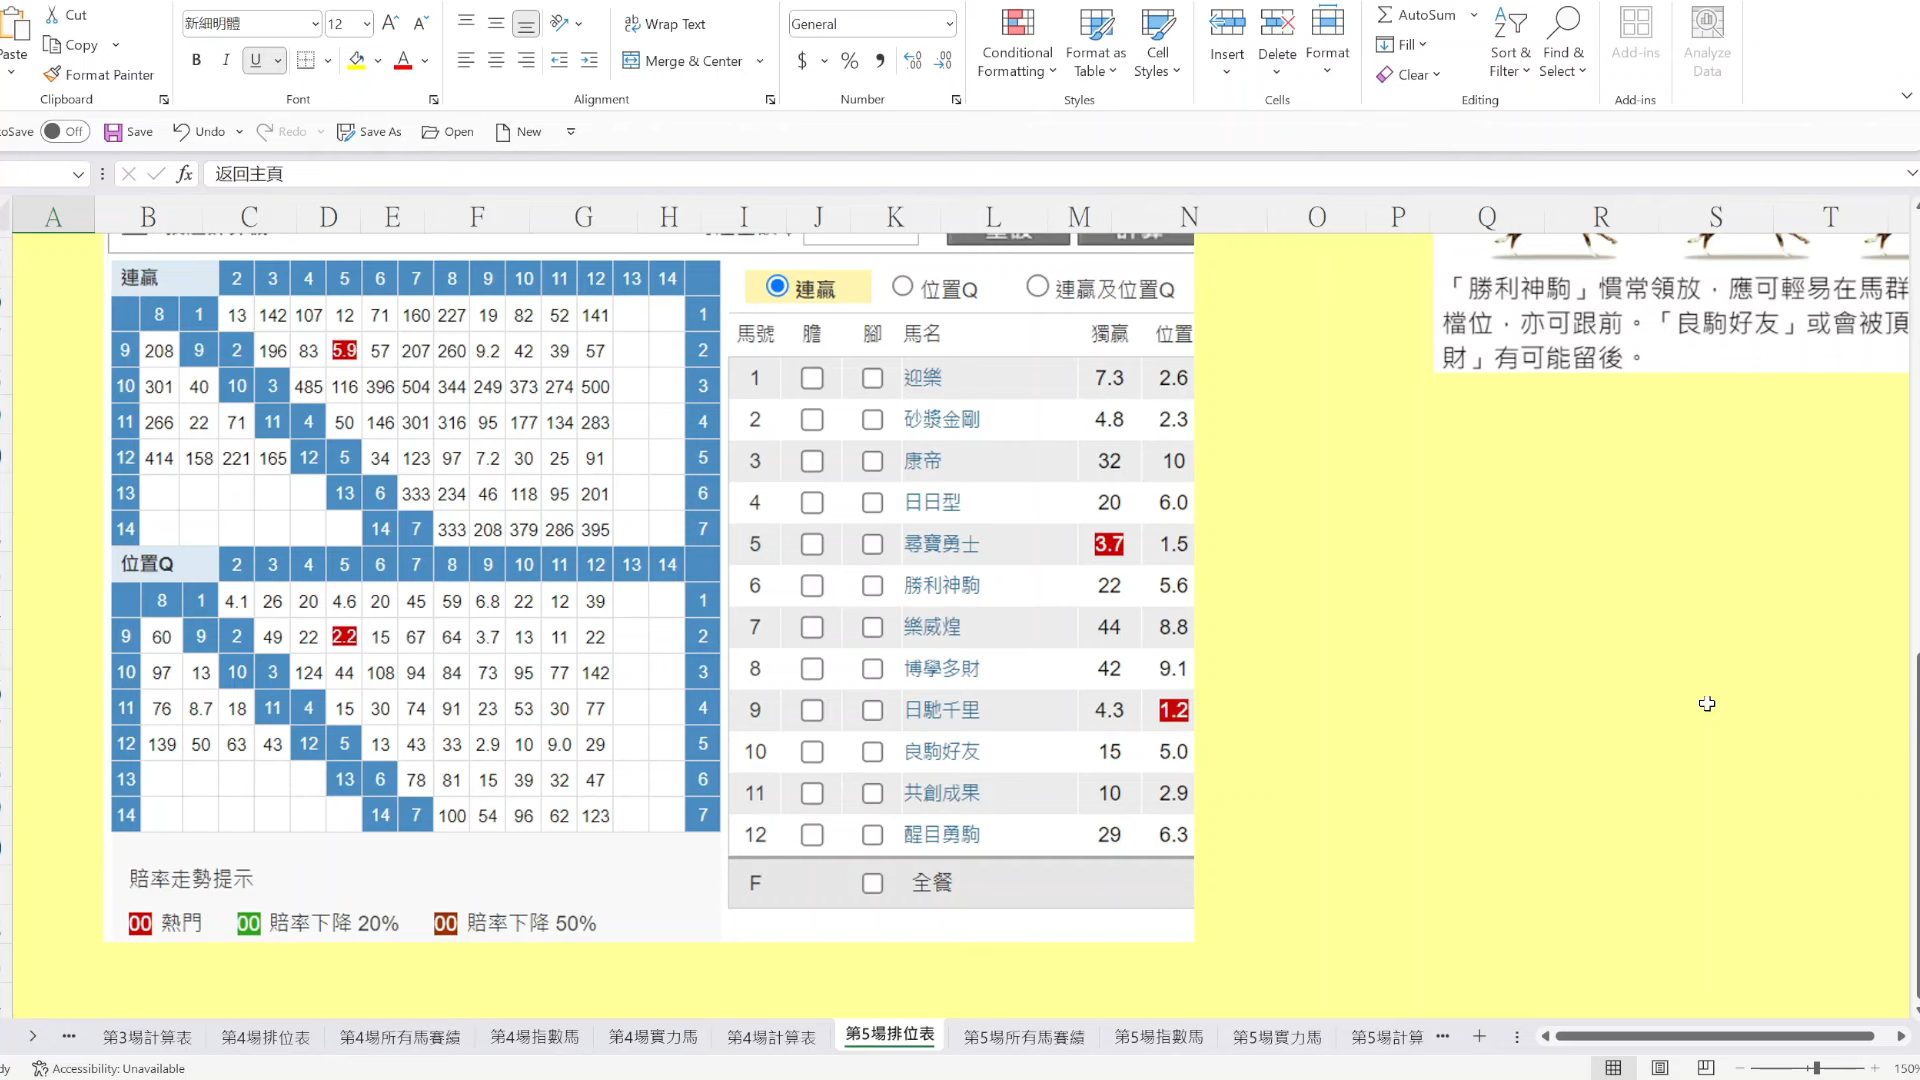 Cut
新細明體 12
Wrap Text
General
AutoSum
Paste
Copy
B I U
Merge & Center
$ % ,
Conditional Formatting
Format as Table
Cell Styles
Insert
Delete
Format
Fill
Sort & Filter
Find & Select
Add-ins
Analyze Data
Format Painter
Clear
Clipboard
Font
Alignment
Number
Styles
Cells
Editing
Add-ins
oSave Off Save Undo Redo Save As Open New
fx 返回主頁
A B C D E F G H I J K L M N O P Q R S T
連贏 2 3 4 5 6 7 8 9 10 11 12 13 14
8 1 13 142 107 12 71 160 227 19 82 52 141 1
9 208 9 2 196 83 5.9 57 207 260 9.2 42 39 57 2
10 301 40 10 3 485 116 396 504 344 249 373 274 500 3
11 266 22 71 11 4 50 146 301 316 95 177 134 283 4
12 414 158 221 165 12 5 34 123 97 7.2 30 25 91 5
13 13 6 333 234 46 118 95 201 6
14 14 7 333 208 379 286 395 7
位置Q 2 3 4 5 6 7 8 9 10 11 12 13 14
8 1 4.1 26 20 4.6 20 45 59 6.8 22 12 39 1
9 60 9 2 49 22 2.2 15 67 64 3.7 13 11 22 2
10 97 13 10 3 124 44 108 94 84 73 95 77 142 3
11 76 8.7 18 11 4 15 30 74 91 23 53 30 77 4
12 139 50 63 43 12 5 13 43 33 2.9 10 9.0 29 5
13 13 6 78 81 15 39 32 47 6
14 14 7 100 54 96 62 123 7
賠率走勢提示
00 熱門 00 賠率下降 20% 00 賠率下降 50%
連贏 位置Q 連贏及位置Q
馬號 膽 腳 馬名 獨贏 位置
1 迎樂 7.3 2.6
2 砂漿金剛 4.8 2.3
3 康帝 32 10
4 日日型 20 6.0
5 尋寶勇士 3.7 1.5
6 勝利神駒 22 5.6
7 樂威煌 44 8.8
8 博學多財 42 9.1
9 日馳千里 4.3 1.2
10 良駒好友 15 5.0
11 共創成果 10 2.9
12 醒目勇駒 29 6.3
F 全餐
「勝利神駒」慣常領放，應可輕易在馬群
檔位，亦可跟前。「良駒好友」或會被頂
財」有可能留後。
第3場計算表 第4場排位表 第4場所有馬賽績 第4場指數馬 第4場實力馬 第4場計算表 第5場排位表 第5場所有馬賽績 第5場指數馬 第5場實力馬 第5場計算
dy Accessibility: Unavailable 150%